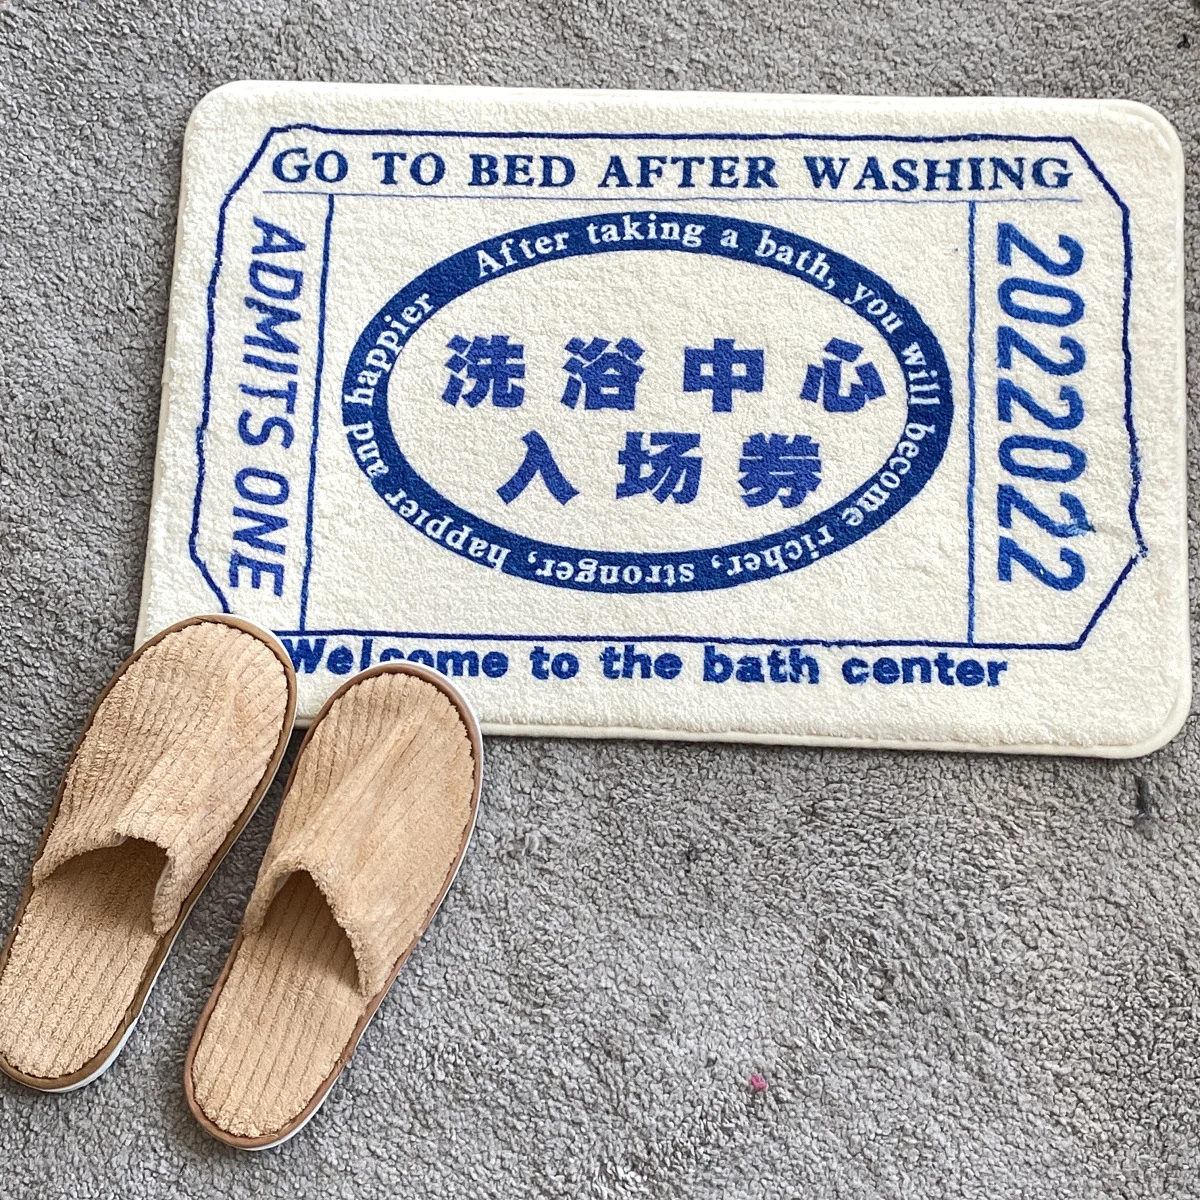 GO TO BED AFTER WASHING
ADMITS ONE
After taking a bath, you will become richer, stronger, happier, happier and happier
洗浴中心
入场券
2022022
Welcome to the bath center